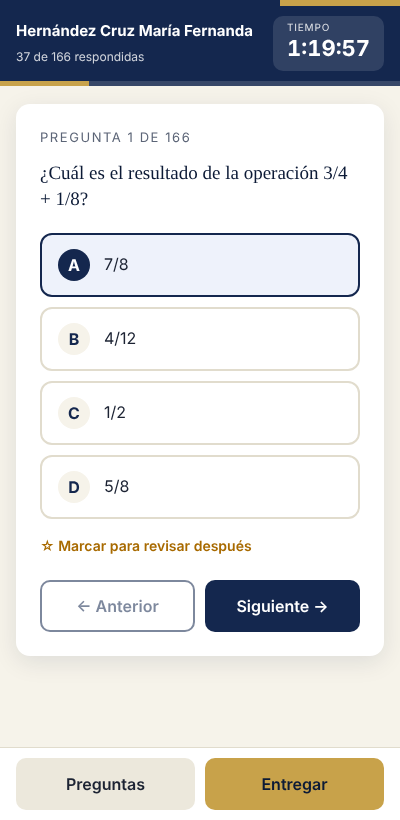 Hernández Cruz María Fernanda
37 de 166 respondidas
TIEMPO
1:19:57
PREGUNTA 1 DE 166
¿Cuál es el resultado de la operación 3/4
+ 1/8?
A 7/8
B 4/12
C 1/2
D 5/8
☆ Marcar para revisar después
← Anterior
Siguiente →
Preguntas
Entregar